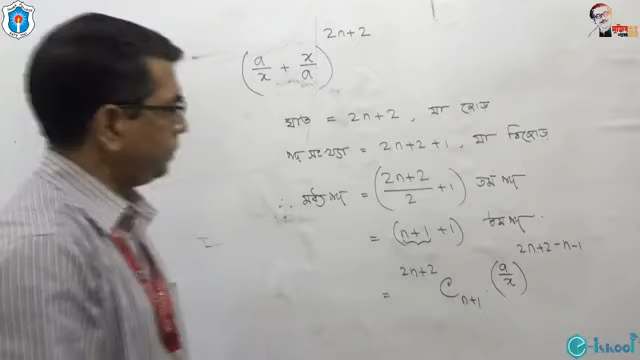 (a/x + x/a)^{2n+2}
ঘাত = 2n+2, যা জোড়
পদ সংখ্যা = 2n+2+1, যা বিজোড়
∴ মধ্যপদ = ((2n+2)/2 + 1) তম পদ
= (n+1+1) তম পদ
= ^{2n+2}C_{n+1} · (a/x)^{2n+2-n-1}
e-iskool